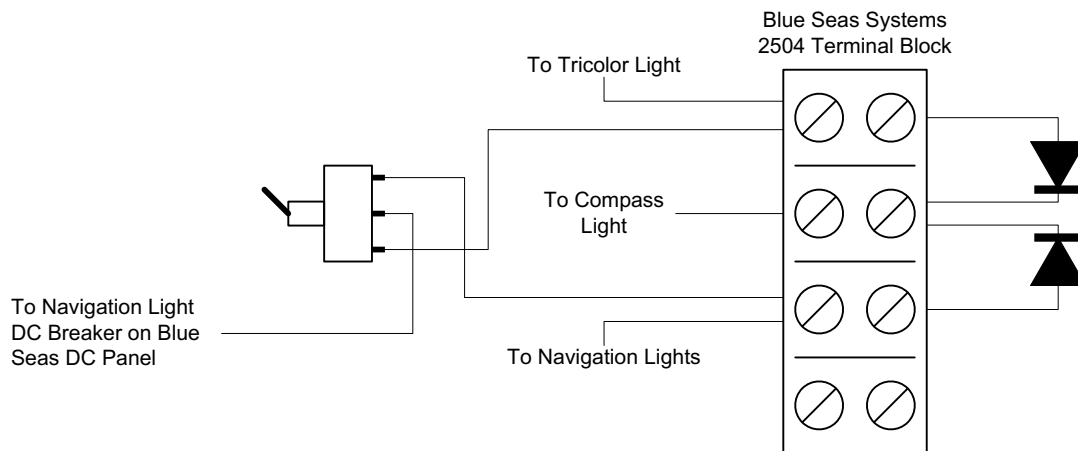 Blue Seas Systems
2504 Terminal Block
To Tricolor Light
To Compass
Light
To Navigation Light
DC Breaker on Blue
Seas DC Panel
To Navigation Lights